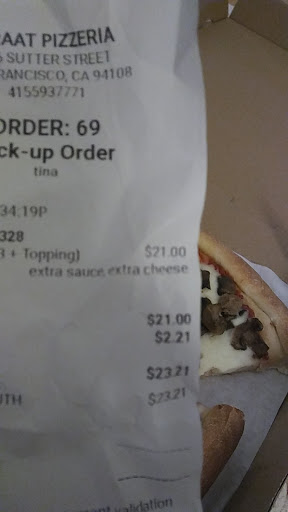 AAT PIZZERIA
SUTTER STREET
RANCISCO, CA 94108
4155937771
ORDER: 69
ck-up Order
tina
34:19P
328
+ Topping) $21.00
extra sauce, extra cheese
$21.00
$2.21
$23.21
UTH $23.21
validation